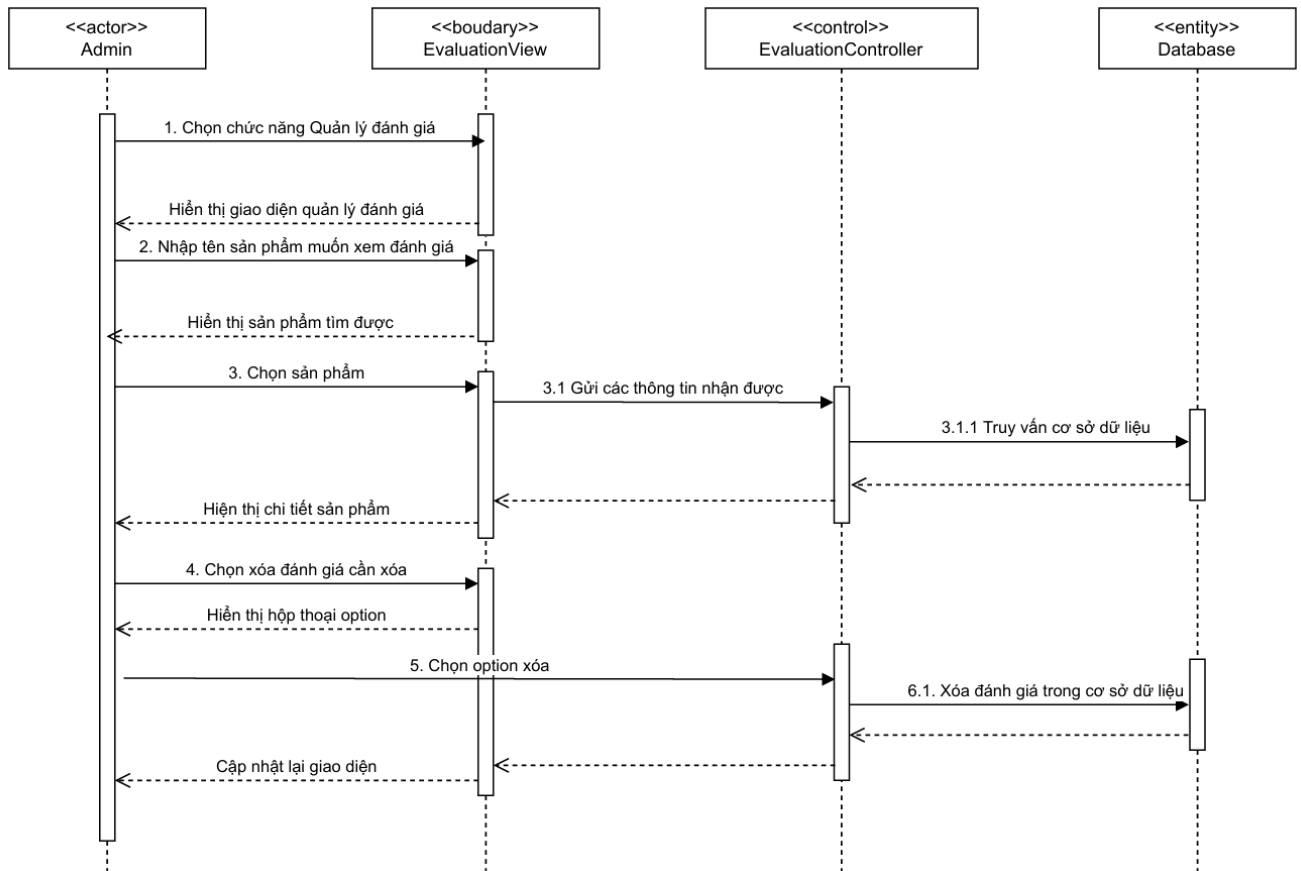 <<actor>>
Admin
<<boudary>>
EvaluationView
<<control>>
EvaluationController
<<entity>>
Database
1. Chọn chức năng Quản lý đánh giá
Hiển thị giao diện quản lý đánh giá
2. Nhập tên sản phẩm muốn xem đánh giá
Hiển thị sản phẩm tìm được
3. Chọn sản phẩm
3.1 Gửi các thông tin nhận được
3.1.1 Truy vấn cơ sở dữ liệu
Hiện thị chi tiết sản phẩm
4. Chọn xóa đánh giá cần xóa
Hiển thị hộp thoại option
5. Chọn option xóa
6.1. Xóa đánh giá trong cơ sở dữ liệu
Cập nhật lại giao diện